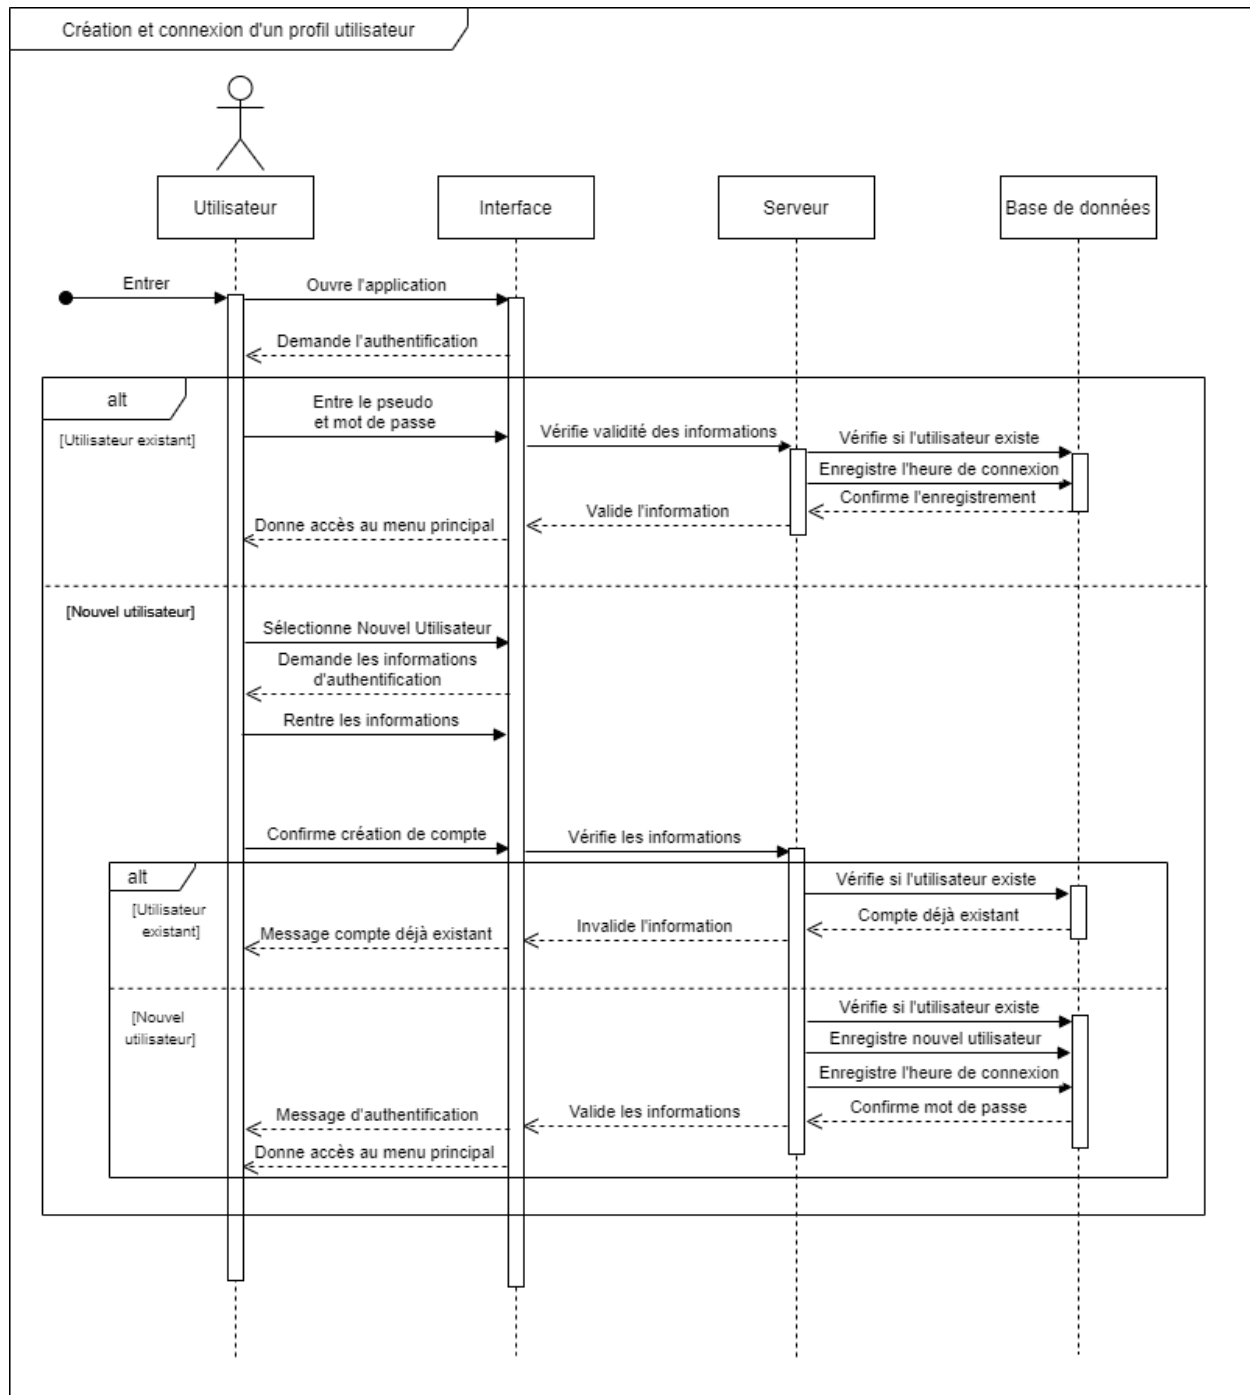 Création et connexion d'un profil utilisateur
Utilisateur
Interface
Serveur
Base de données
Entrer
Ouvre l'application
Demande l'authentification
alt
[Utilisateur existant]
Entre le pseudo
et mot de passe
Vérifie validité des informations
Vérifie si l'utilisateur existe
Enregistre l'heure de connexion
Confirme l'enregistrement
Valide l'information
Donne accès au menu principal
[Nouvel utilisateur]
Sélectionne Nouvel Utilisateur
Demande les informations
d'authentification
Rentre les informations
Confirme création de compte
Vérifie les informations
alt
[Utilisateur
existant]
Vérifie si l'utilisateur existe
Compte déjà existant
Invalide l'information
Message compte déjà existant
[Nouvel
utilisateur]
Vérifie si l'utilisateur existe
Enregistre nouvel utilisateur
Enregistre l'heure de connexion
Confirme mot de passe
Valide les informations
Message d'authentification
Donne accès au menu principal